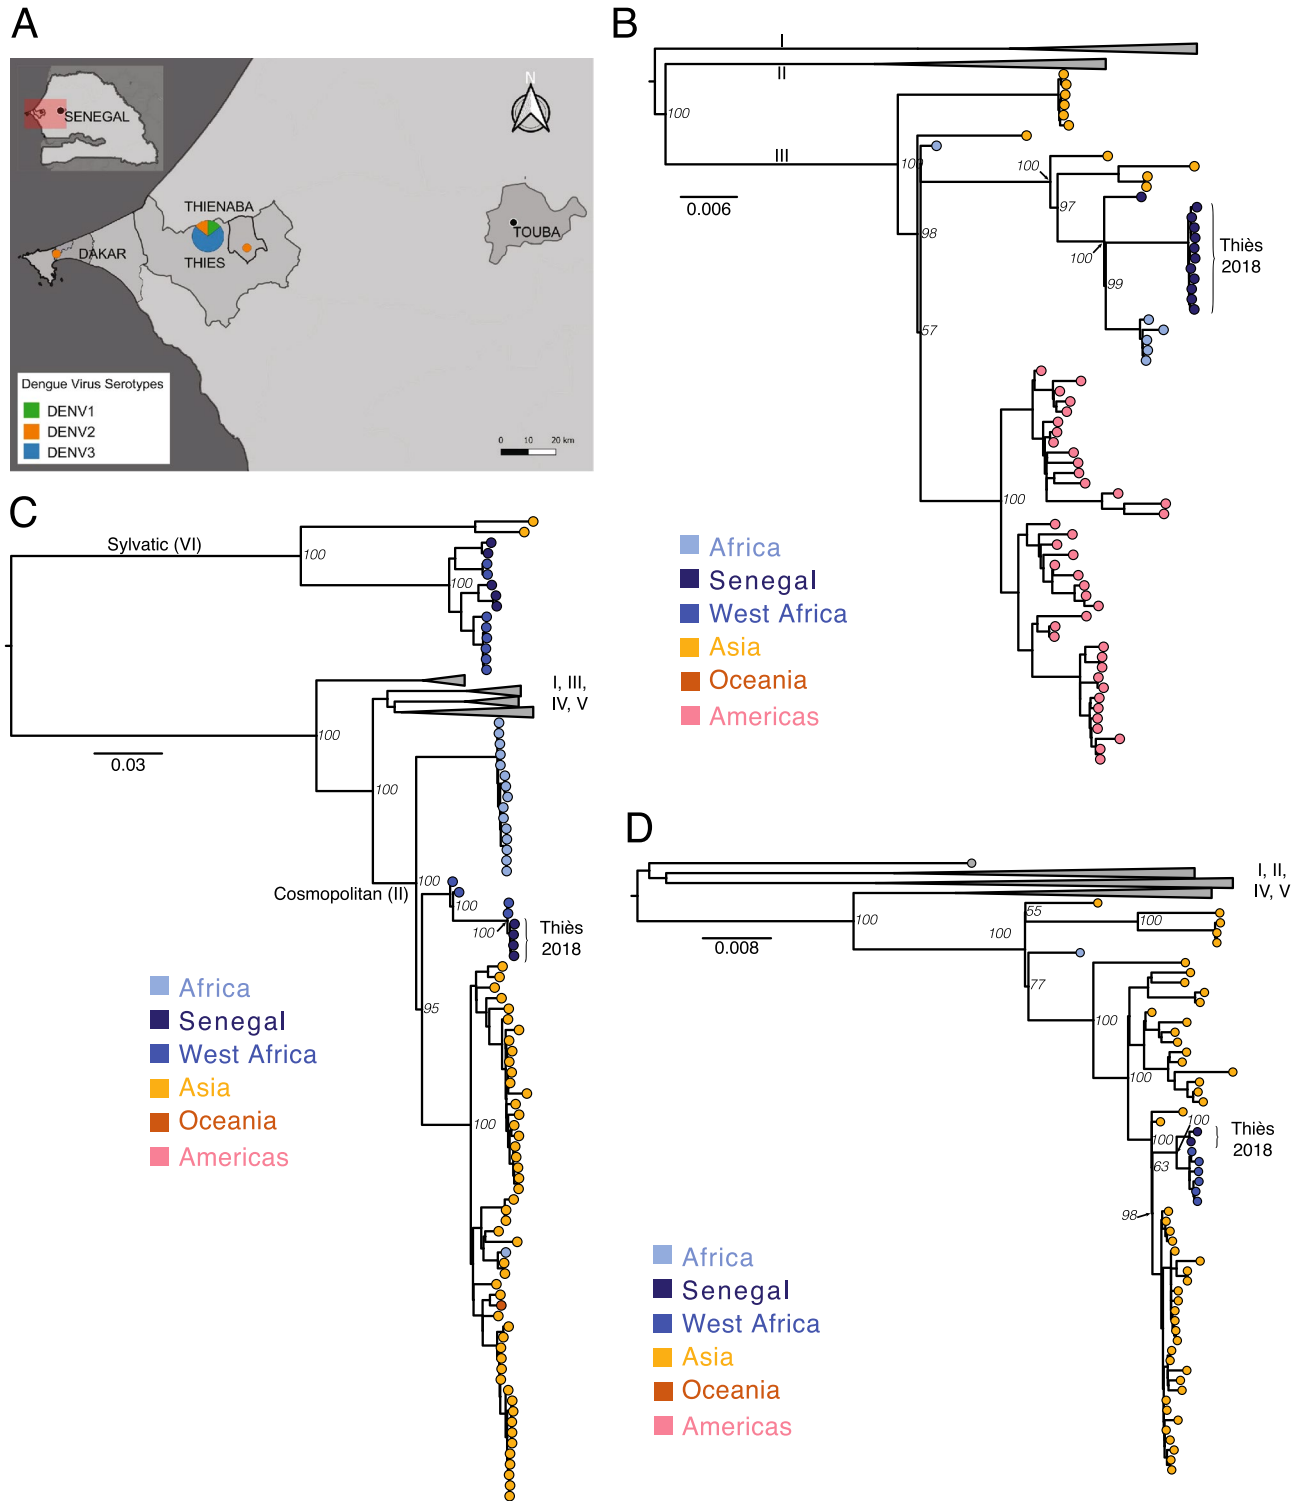 A
SENEGAL
N
THIENABA
TOUBA
DAKAR
THIES
Dengue Virus Serotypes
DENV1
DENV2
DENV3
0 10 20 km
B
I
II
100
III
100
100
0.006
97
98
100
Thiès
2018
99
57
100
Africa
Senegal
West Africa
Asia
Oceania
Americas
C
Sylvatic (VI)
100
100
I, III,
IV, V
100
0.03
100
100
Cosmopolitan (II)
100
100
Thiès
2018
95
100
Africa
Senegal
West Africa
Asia
Oceania
Americas
D
I, II,
IV, V
55
100
100
100
0.008
77
100
100
100
Thiès
2018
100
63
98
Africa
Senegal
West Africa
Asia
Oceania
Americas